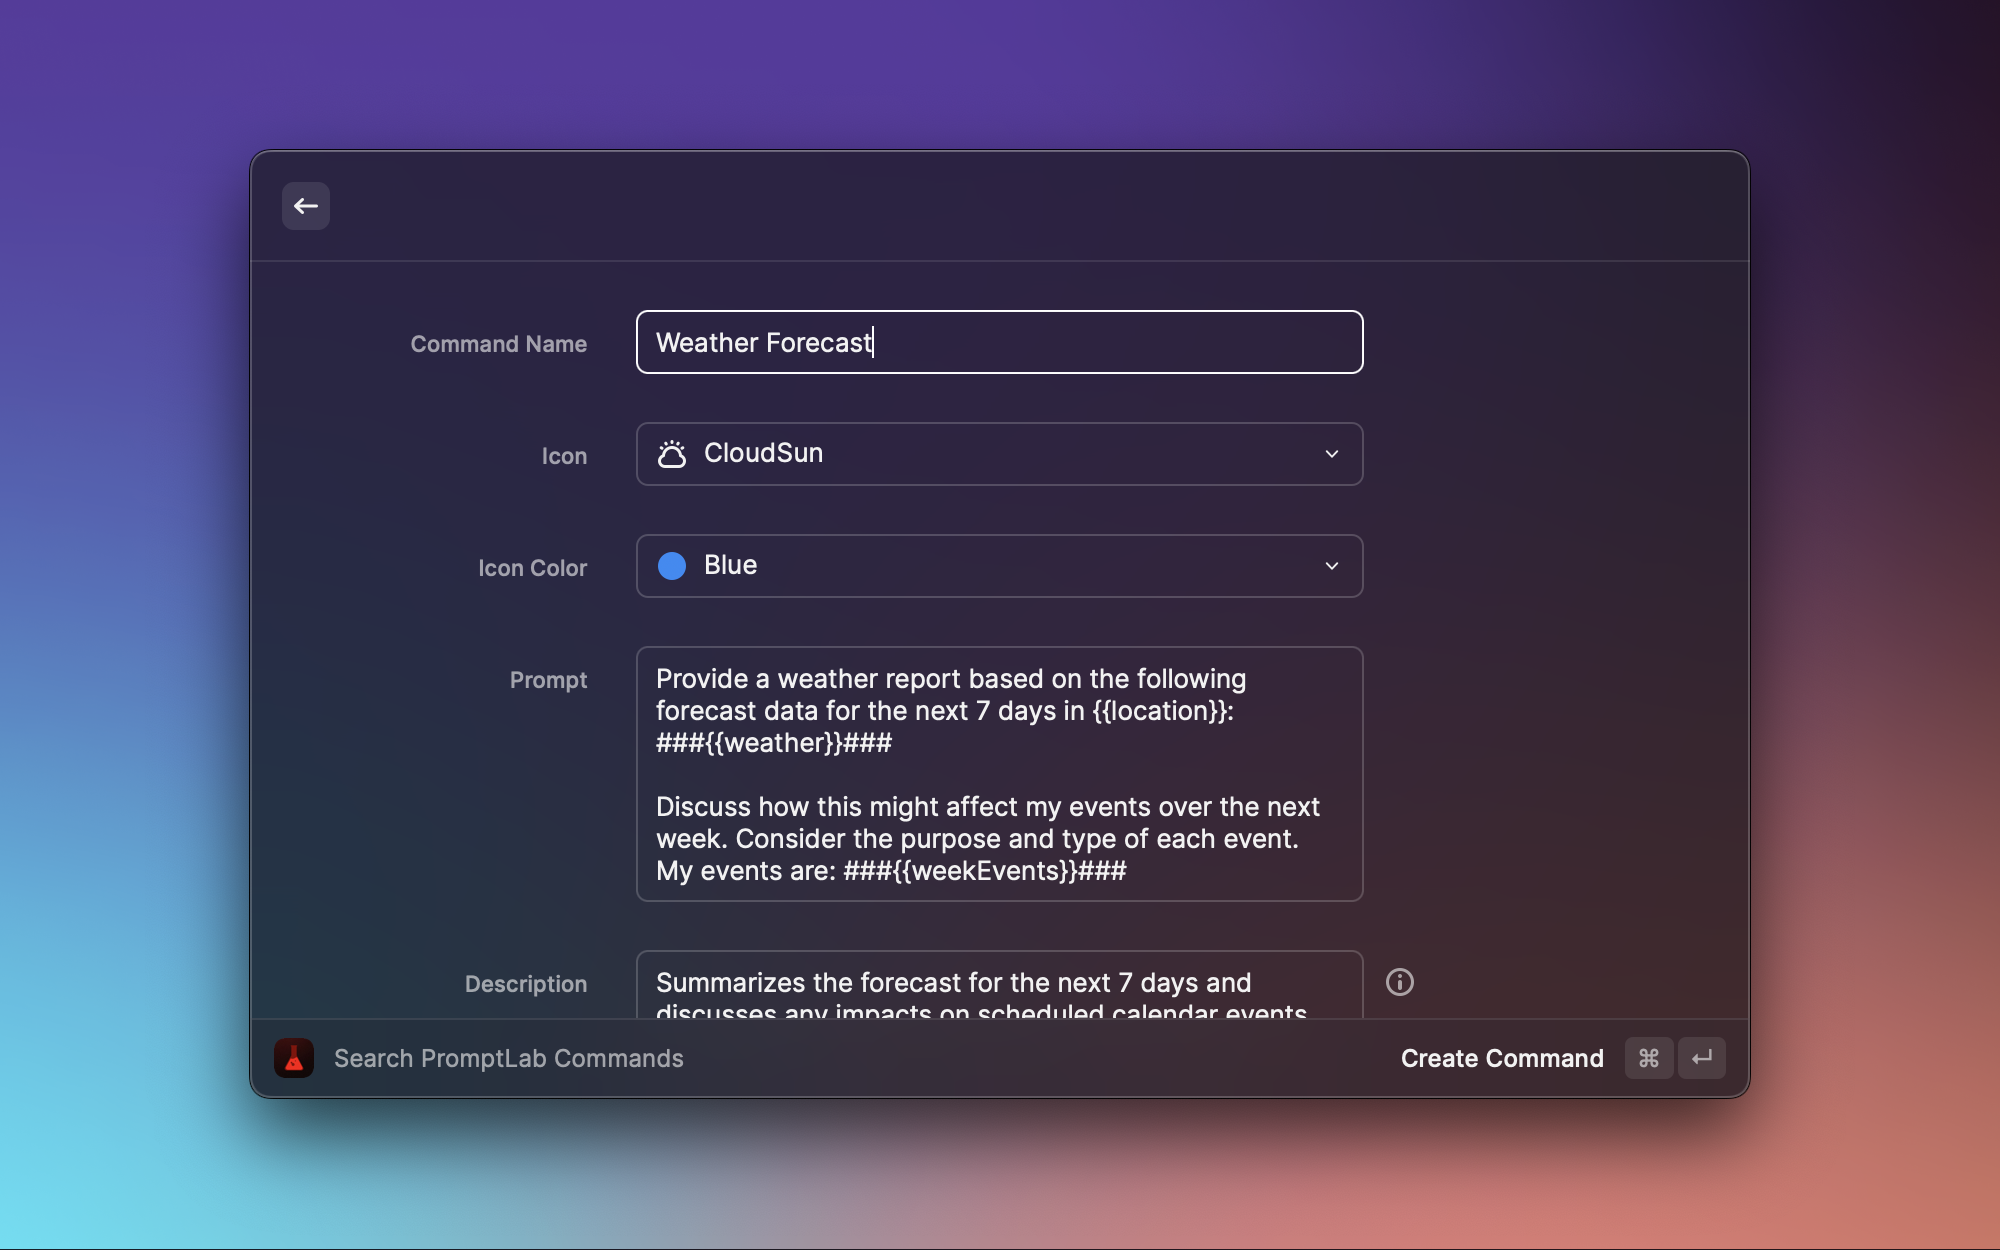 Command Name
Weather Forecast
Icon
CloudSun
Icon Color
Blue
Prompt
Provide a weather report based on the following
forecast data for the next 7 days in {{location}}:
###{{weather}}###
Discuss how this might affect my events over the next
week. Consider the purpose and type of each event.
My events are: ###{{weekEvents}}###
Description
Summarizes the forecast for the next 7 days and
discusses any impacts on scheduled calendar events
Search PromptLab Commands
Create Command ⌘ ↵